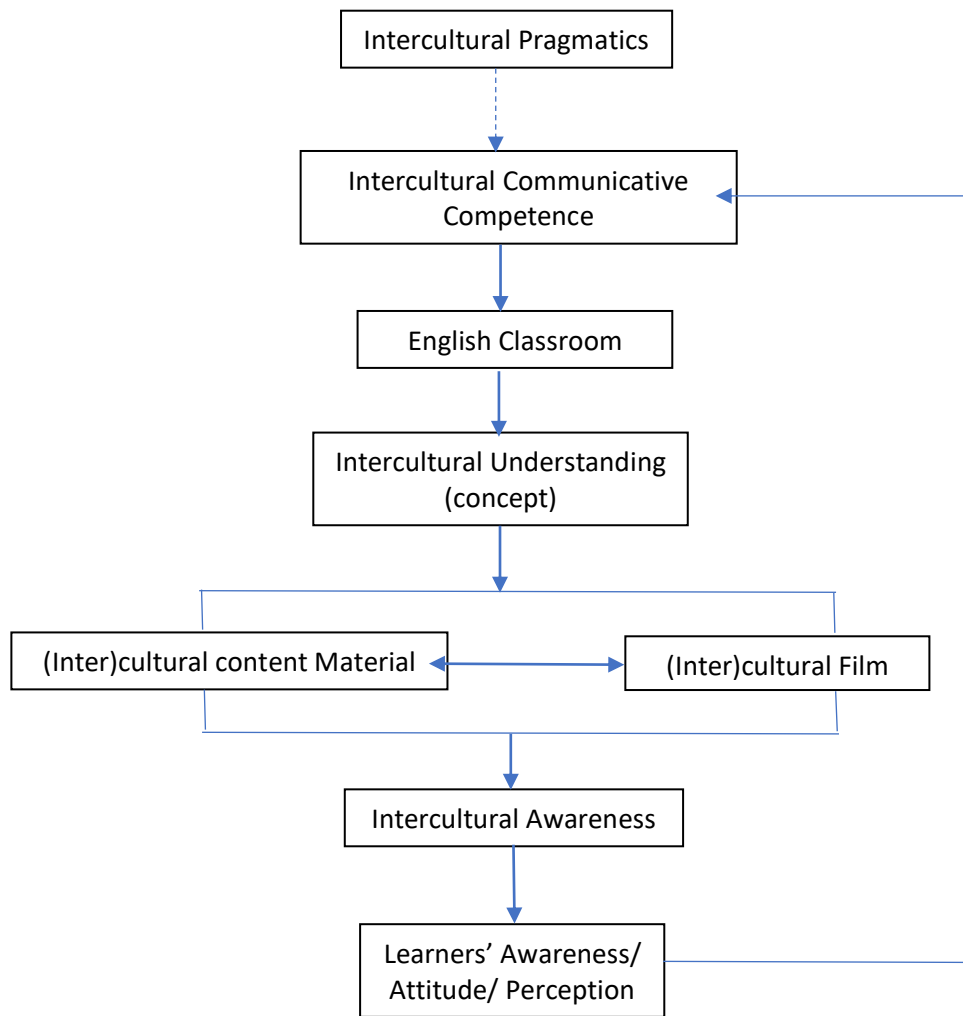 Intercultural Pragmatics
Intercultural Communicative
Competence
English Classroom
Intercultural Understanding
(concept)
(Inter)cultural content Material
(Inter)cultural Film
Intercultural Awareness
Learners’ Awareness/
Attitude/ Perception